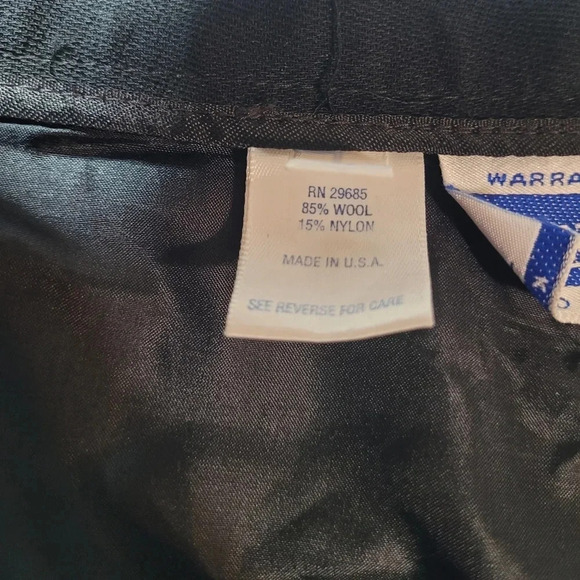 RN 29685
85% WOOL
15% NYLON
MADE IN U.S.A.
SEE REVERSE FOR CARE
WARRA